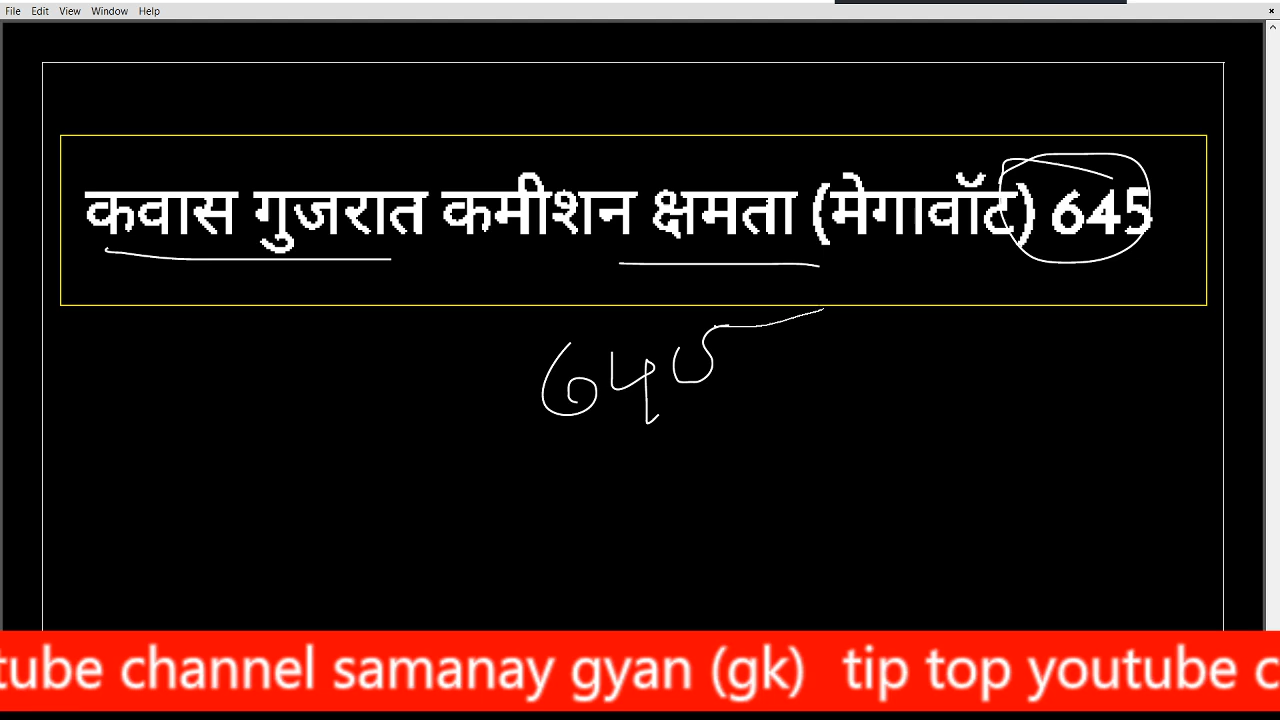 File Edit View Window Help
कवास गुजरात कमीशन क्षमता (मेगावॉट) 645
645
tube channel samanay gyan (gk) tip top youtube c